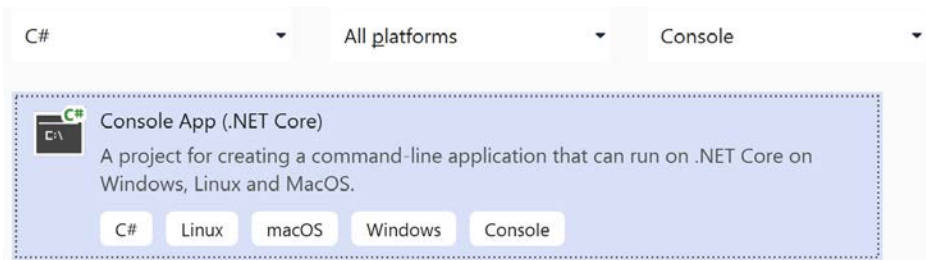 C# All platforms Console
C#
C:\
Console App (.NET Core)
A project for creating a command-line application that can run on .NET Core on
Windows, Linux and MacOS.
C# Linux macOS Windows Console